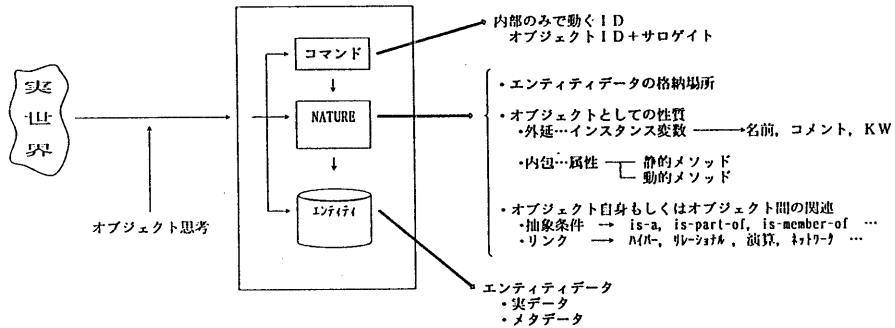 実世界
オブジェクト思考
コマンド
↓
NATURE
↓
エンティティ
内部のみで動くID
オブジェクトID+サロゲイト
・エンティティデータの格納場所
・オブジェクトとしての性質
・外延…インスタンス変数 → 名前, コメント, KW
・内包…属性 静的メソッド
動的メソッド
・オブジェクト自身もしくはオブジェクト間の関連
・抽象条件 → is-a, is-part-of, is-member-of …
・リンク → ハイパー, リレーショナル, 演算, ネットワーク …
エンティティデータ
・実データ
・メタデータ